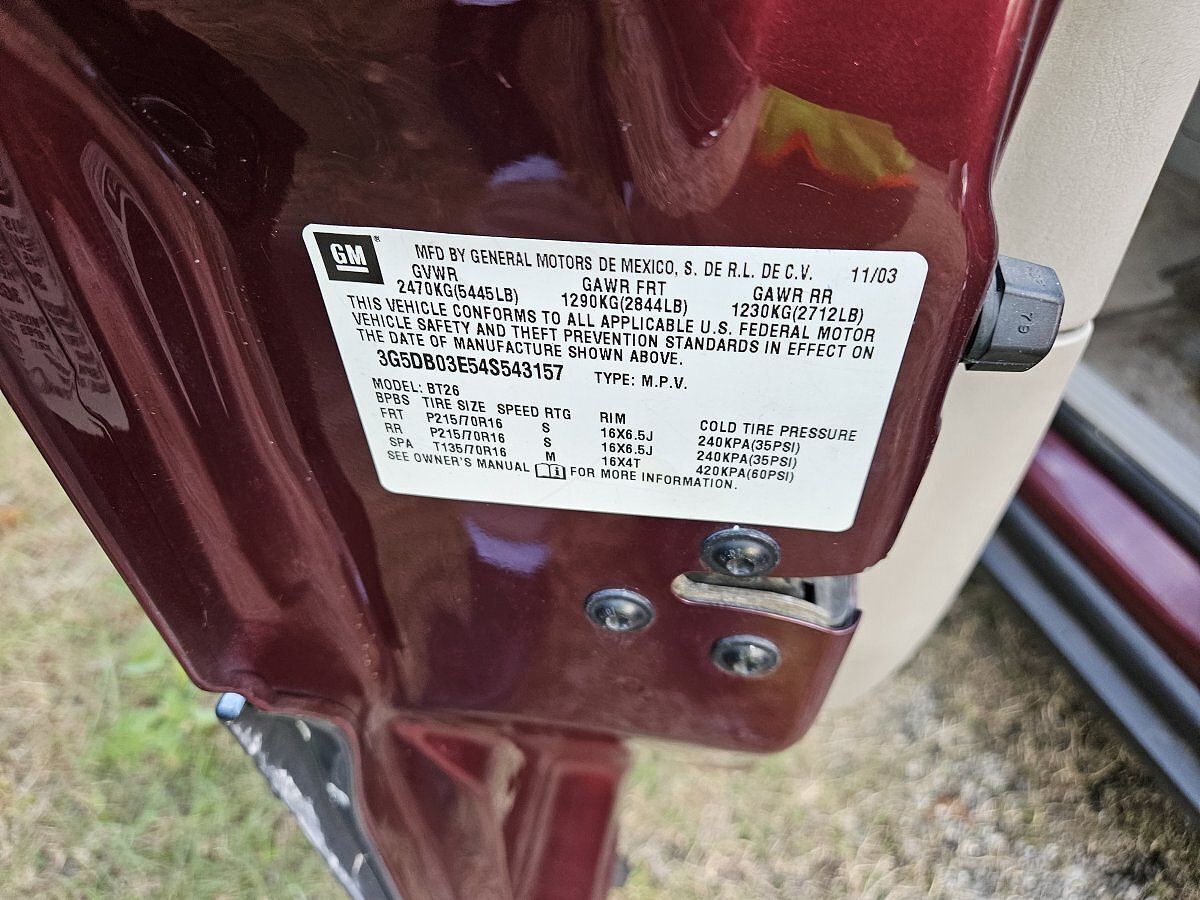 GM®
MFD BY GENERAL MOTORS DE MEXICO, S. DE R.L. DE C.V. 11/03
GVWR GAWR FRT GAWR RR
2470KG(5445LB) 1290KG(2844LB) 1230KG(2712LB)
THIS VEHICLE CONFORMS TO ALL APPLICABLE U.S. FEDERAL MOTOR
VEHICLE SAFETY AND THEFT PREVENTION STANDARDS IN EFFECT ON
THE DATE OF MANUFACTURE SHOWN ABOVE.
3G5DB03E54S543157 TYPE: M.P.V.
MODEL: BT26
BPBS TIRE SIZE SPEED RTG RIM COLD TIRE PRESSURE
FRT P215/70R16 S 16X6.5J 240KPA(35PSI)
RR P215/70R16 S 16X6.5J 240KPA(35PSI)
SPA T135/70R16 M 16X4T 420KPA(60PSI)
SEE OWNER'S MANUAL FOR MORE INFORMATION.
79